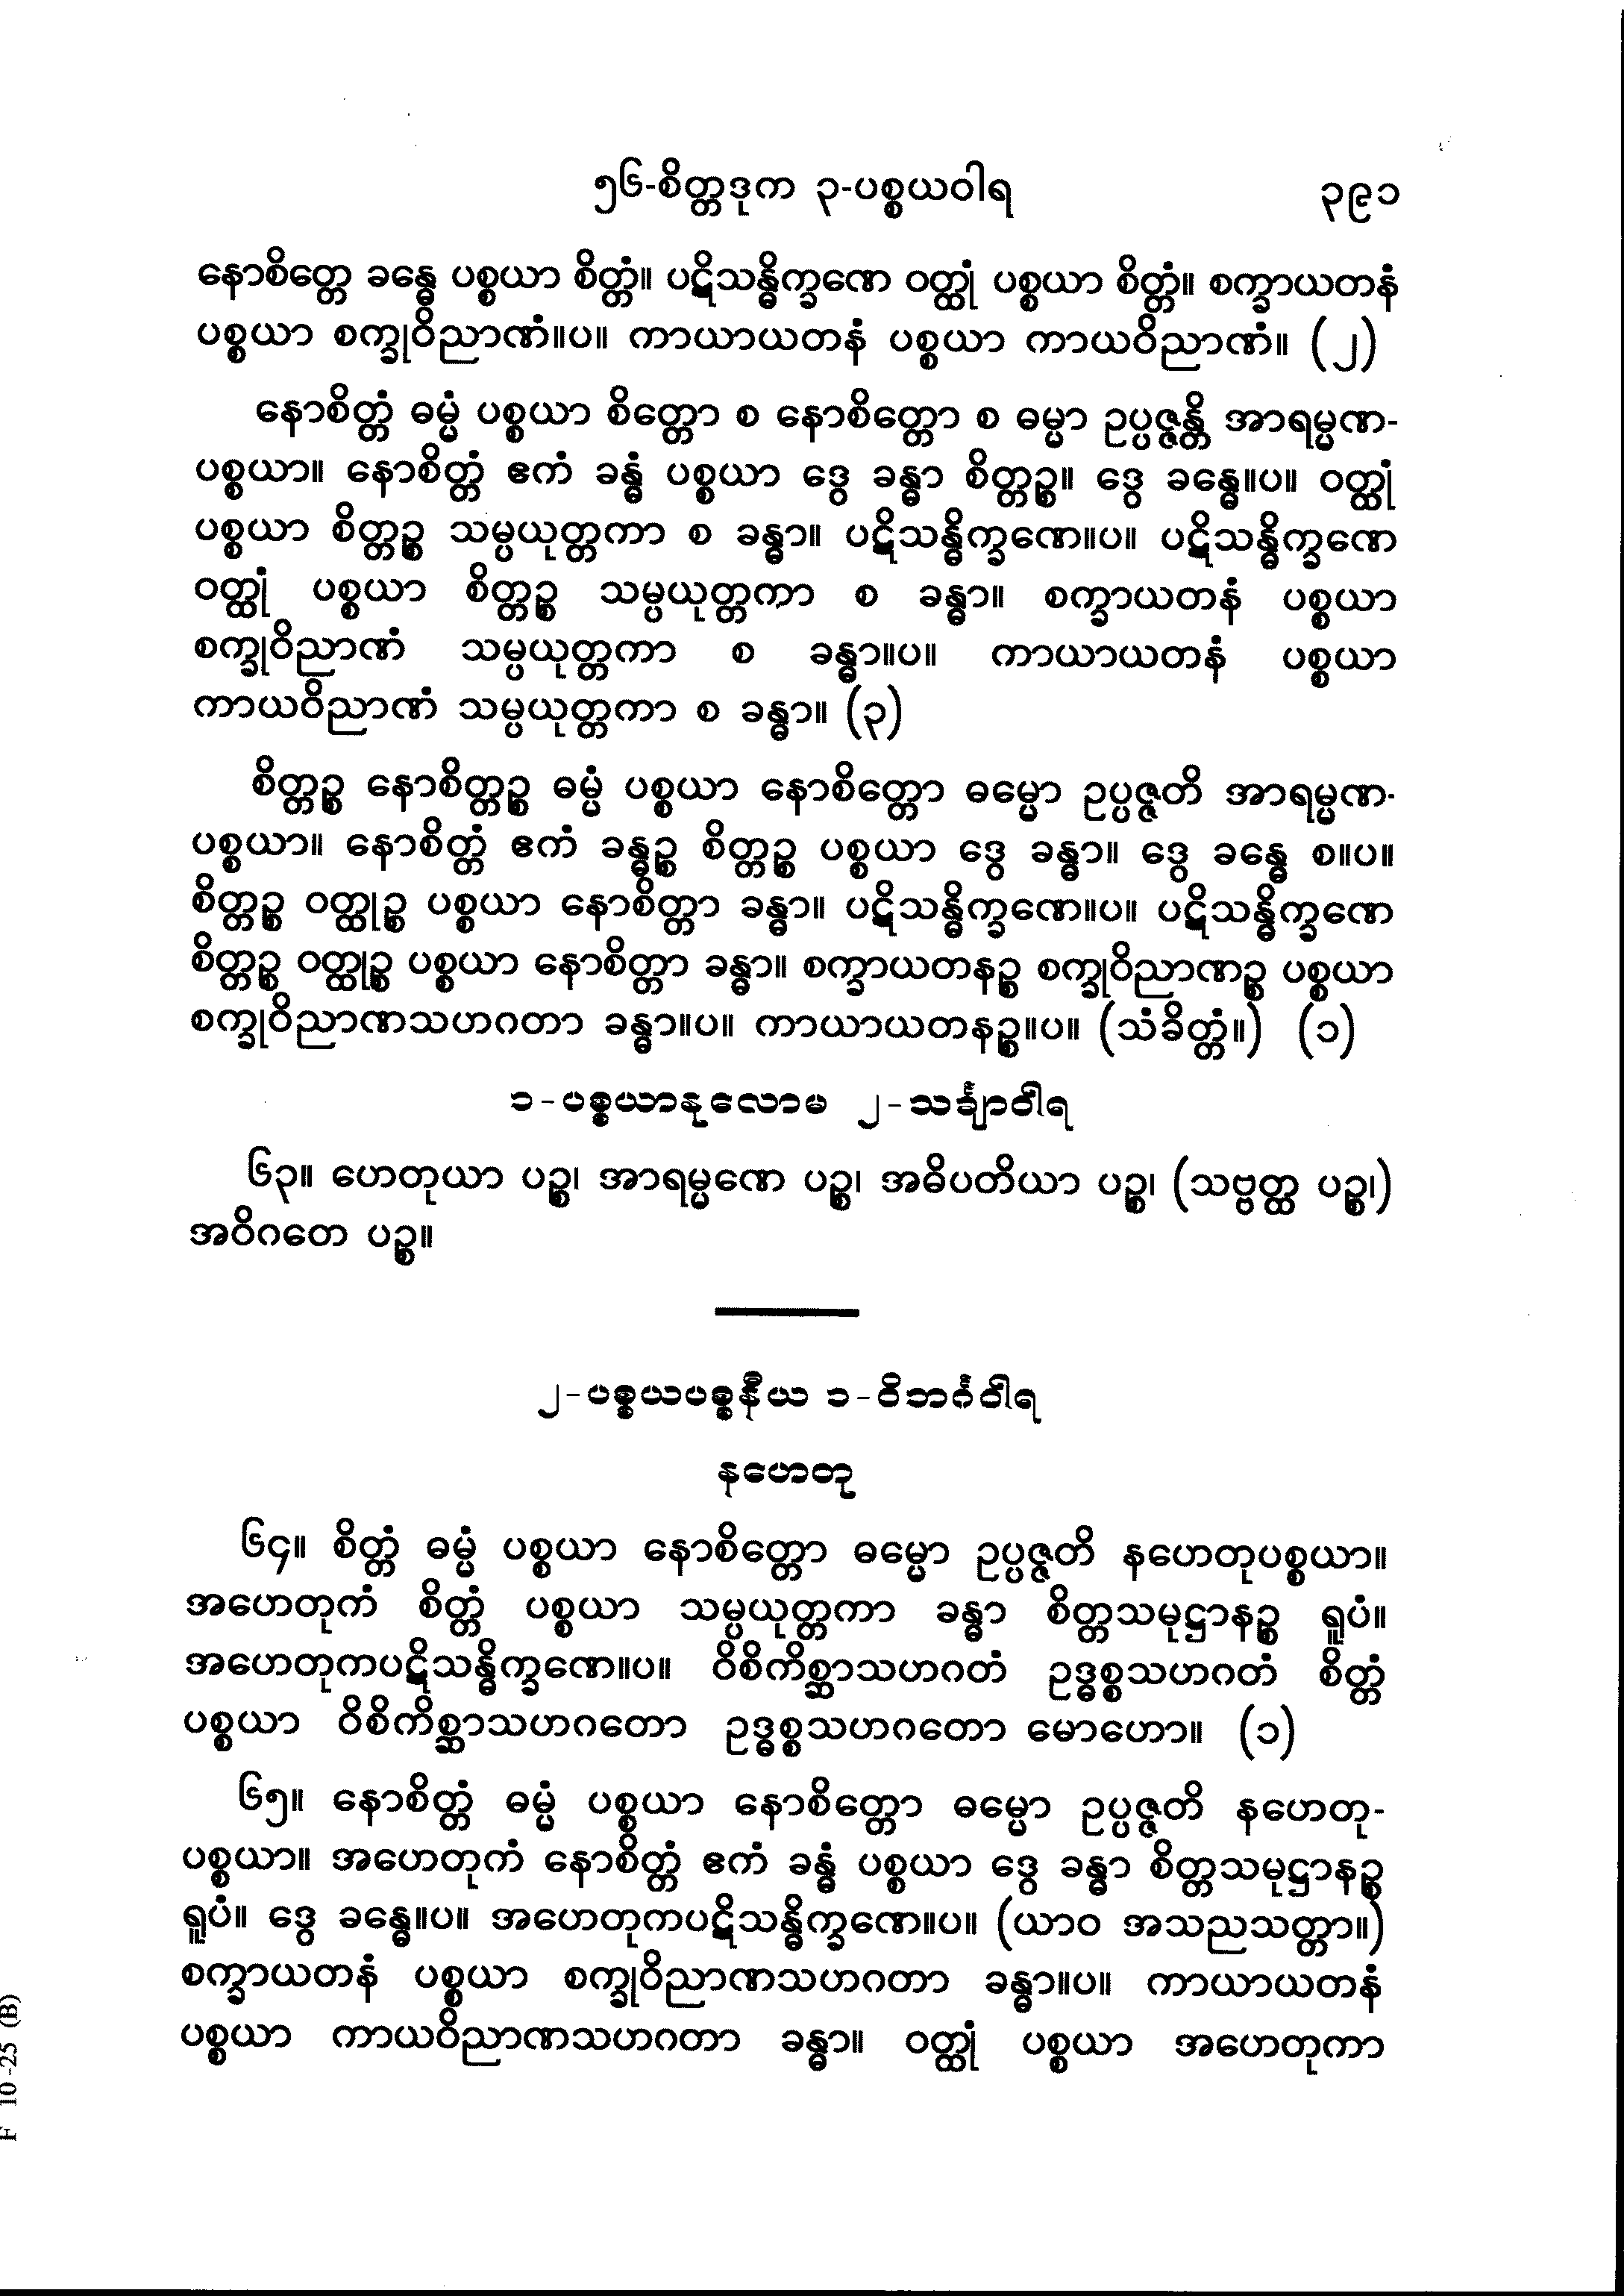 ၅၆-စိတ္တဒုက ၃-ပစ္စယဝါရ ၃၉၁
နောစိတ္တေ ခန္ဓေ ပစ္စယာ စိတ္တံ။ ပဋိသန္ဓိက္ခဏေ ဝတ္ထုံ ပစ္စယာ စိတ္တံ။ စက္ခာယတနံ
ပစ္စယာ စက္ခုဝိညာဏံ။ပ။ ကာယာယတနံ ပစ္စယာ ကာယဝိညာဏံ။ (၂)
နောစိတ္တံ ဓမ္မံ ပစ္စယာ စိတ္တော စ နောစိတ္တော စ ဓမ္မာ ဥပ္ပဇ္ဇန္တိ အာရမ္မဏ-
ပစ္စယာ။ နောစိတ္တံ ဧကံ ခန္ဓံ ပစ္စယာ ဒွေ ခန္ဓာ စိတ္တဉ္စ။ ဒွေ ခန္ဓေ။ပ။ ဝတ္ထုံ
ပစ္စယာ စိတ္တဉ္စ သမ္ပယုတ္တကာ စ ခန္ဓာ။ ပဋိသန္ဓိက္ခဏေ။ပ။ ပဋိသန္ဓိက္ခဏေ
ဝတ္ထုံ ပစ္စယာ စိတ္တဉ္စ သမ္ပယုတ္တကာ စ ခန္ဓာ။ စက္ခာယတနံ ပစ္စယာ
စက္ခုဝိညာဏံ သမ္ပယုတ္တကာ စ ခန္ဓာ။ပ။ ကာယာယတနံ ပစ္စယာ
ကာယဝိညာဏံ သမ္ပယုတ္တကာ စ ခန္ဓာ။ (၃)
စိတ္တဉ္စ နောစိတ္တဉ္စ ဓမ္မံ ပစ္စယာ နောစိတ္တော ဓမ္မော ဥပ္ပဇ္ဇတိ အာရမ္မဏ-
ပစ္စယာ။ နောစိတ္တံ ဧကံ ခန္ဓဉ္စ စိတ္တဉ္စ ပစ္စယာ ဒွေ ခန္ဓာ။ ဒွေ ခန္ဓေ စ။ပ။
စိတ္တဉ္စ ဝတ္ထုဉ္စ ပစ္စယာ နောစိတ္တာ ခန္ဓာ။ ပဋိသန္ဓိက္ခဏေ။ပ။ ပဋိသန္ဓိက္ခဏေ
စိတ္တဉ္စ ဝတ္ထုဉ္စ ပစ္စယာ နောစိတ္တာ ခန္ဓာ။ စက္ခာယတနဉ္စ စက္ခုဝိညာဏဉ္စ ပစ္စယာ
စက္ခုဝိညာဏသဟဂတာ ခန္ဓာ။ပ။ ကာယာယတနဉ္စ။ပ။ (သံခိတ္တံ။) (၁)
၁-ပစ္စယာနုလောမ ၂-သင်္ချာဝါရ
၆၃။ ဟေတုယာ ပဉ္စ၊ အာရမ္မဏေ ပဉ္စ၊ အဓိပတိယာ ပဉ္စ၊ (သဗ္ဗတ္ထ ပဉ္စ၊)
အဝိဂတေ ပဉ္စ။
၂-ပစ္စယပစ္စနီယ ၁-ဝိဘင်္ဂဝါရ
နဟေတု
၆၄။ စိတ္တံ ဓမ္မံ ပစ္စယာ နောစိတ္တော ဓမ္မော ဥပ္ပဇ္ဇတိ နဟေတုပစ္စယာ။
အဟေတုကံ စိတ္တံ ပစ္စယာ သမ္ပယုတ္တကာ ခန္ဓာ စိတ္တသမုဋ္ဌာနဉ္စ ရူပံ။
အဟေတုကပဋိသန္ဓိက္ခဏေ။ပ။ ဝိစိကိစ္ဆာသဟဂတံ ဥဒ္ဓစ္စသဟဂတံ စိတ္တံ
ပစ္စယာ ဝိစိကိစ္ဆာသဟဂတော ဥဒ္ဓစ္စသဟဂတော မောဟော။ (၁)
၆၅။ နောစိတ္တံ ဓမ္မံ ပစ္စယာ နောစိတ္တော ဓမ္မော ဥပ္ပဇ္ဇတိ နဟေတု-
ပစ္စယာ။ အဟေတုကံ နောစိတ္တံ ဧကံ ခန္ဓံ ပစ္စယာ ဒွေ ခန္ဓာ စိတ္တသမုဋ္ဌာနဉ္စ
ရူပံ။ ဒွေ ခန္ဓေ။ပ။ အဟေတုကပဋိသန္ဓိက္ခဏေ။ပ။ (ယာဝ အသညသတ္တာ။)
စက္ခာယတနံ ပစ္စယာ စက္ခုဝိညာဏသဟဂတာ ခန္ဓာ။ပ။ ကာယာယတနံ
ပစ္စယာ ကာယဝိညာဏသဟဂတာ ခန္ဓာ။ ဝတ္ထုံ ပစ္စယာ အဟေတုကာ
F 10-25 (B)